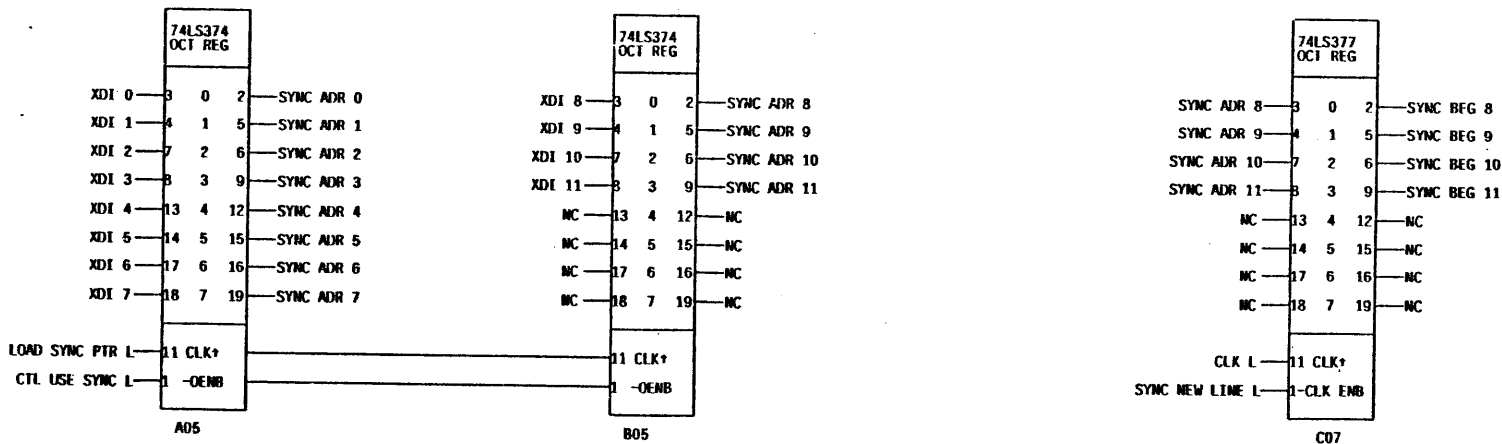 74LS374
OCT REG
XDI 0 3 0 2 SYNC ADR 0
XDI 1 4 1 5 SYNC ADR 1
XDI 2 7 2 6 SYNC ADR 2
XDI 3 8 3 9 SYNC ADR 3
XDI 4 13 4 12 SYNC ADR 4
XDI 5 14 5 15 SYNC ADR 5
XDI 6 17 6 16 SYNC ADR 6
XDI 7 18 7 19 SYNC ADR 7
LOAD SYNC PTR L 11 CLK↑
CTL USE SYNC L 1 -OENB
A05
74LS374
OCT REG
XDI 8 3 0 2 SYNC ADR 8
XDI 9 4 1 5 SYNC ADR 9
XDI 10 7 2 6 SYNC ADR 10
XDI 11 8 3 9 SYNC ADR 11
NC 13 4 12 NC
NC 14 5 15 NC
NC 17 6 16 NC
NC 18 7 19 NC
11 CLK↑
1 -OENB
B05
74LS377
OCT REG
SYNC ADR 8 3 0 2 SYNC BEG 8
SYNC ADR 9 4 1 5 SYNC BEG 9
SYNC ADR 10 7 2 6 SYNC BEG 10
SYNC ADR 11 8 3 9 SYNC BEG 11
NC 13 4 12 NC
NC 14 5 15 NC
NC 17 6 16 NC
NC 18 7 19 NC
CLK L 11 CLK↑
SYNC NEW LINE L 1 -CLK ENB
C07